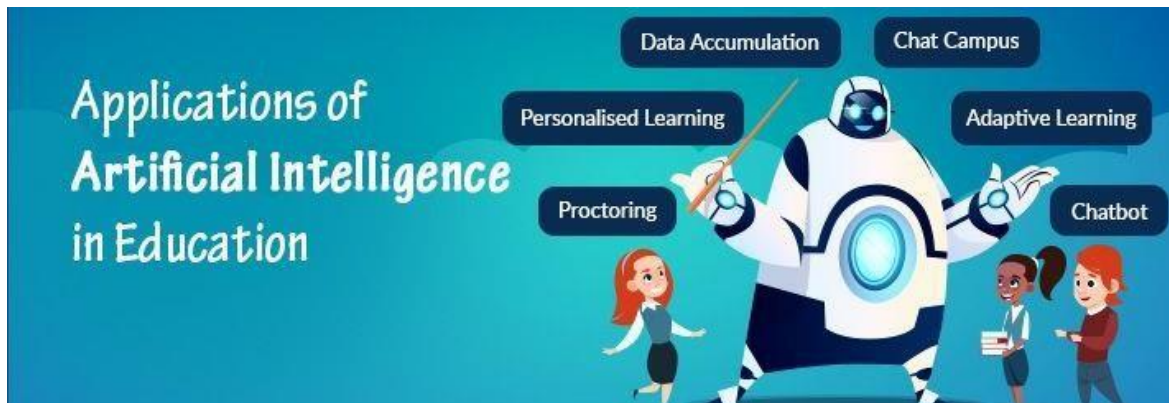 Applications of
Artificial Intelligence
in Education
Data Accumulation
Chat Campus
Personalised Learning
Adaptive Learning
Proctoring
Chatbot